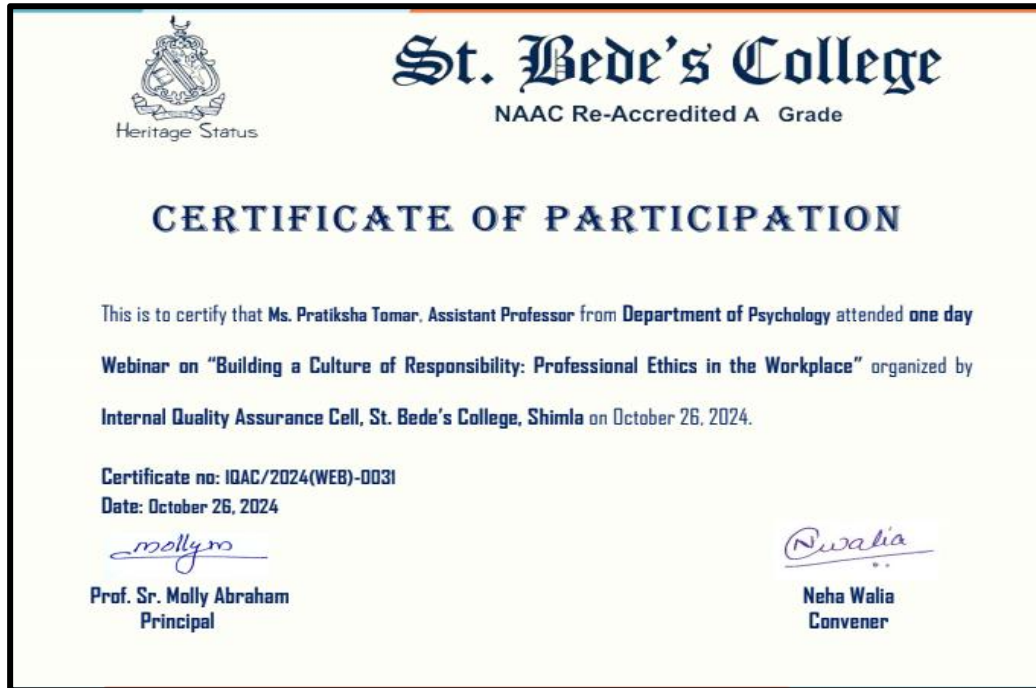 St. Bede's College
NAAC Re-Accredited A Grade
Heritage Status
CERTIFICATE OF PARTICIPATION
This is to certify that Ms. Pratiksha Tomar, Assistant Professor from Department of Psychology attended one day
Webinar on “Building a Culture of Responsibility: Professional Ethics in the Workplace” organized by
Internal Quality Assurance Cell, St. Bede's College, Shimla on October 26, 2024.
Certificate no: IQAC/2024(WEB)-0031
Date: October 26, 2024
mollym
Nwalia
Prof. Sr. Molly Abraham
Principal
Neha Walia
Convener